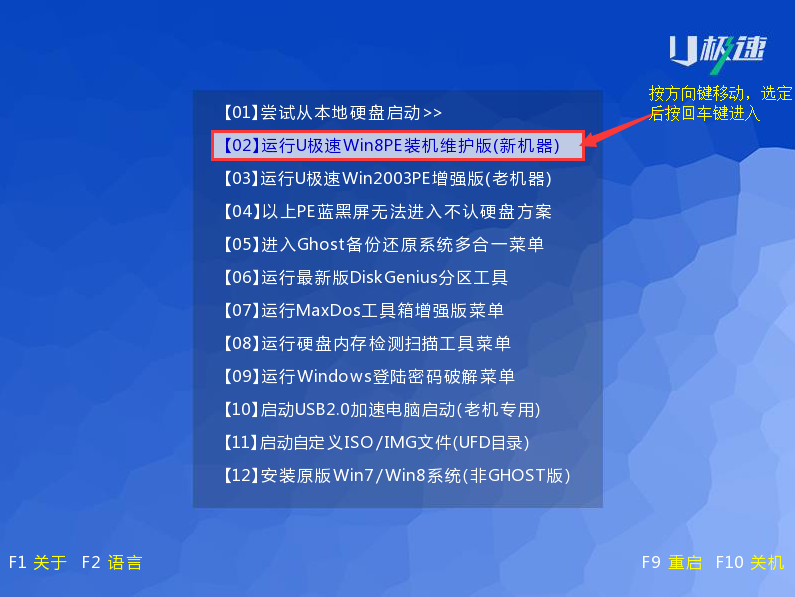 U极速
按方向键移动，选定
后按回车键进入
【01】尝试从本地硬盘启动>>
【02】运行U极速Win8PE装机维护版(新机器)
【03】运行U极速Win2003PE增强版(老机器)
【04】以上PE蓝黑屏无法进入不认硬盘方案
【05】进入Ghost备份还原系统多合一菜单
【06】运行最新版DiskGenius分区工具
【07】运行MaxDos工具箱增强版菜单
【08】运行硬盘内存检测扫描工具菜单
【09】运行Windows登陆密码破解菜单
【10】启动USB2.0加速电脑启动(老机专用)
【11】启动自定义ISO/IMG文件(UFD目录)
【12】安装原版Win7/Win8系统(非GHOST版)
F1 关于 F2 语言 F9 重启 F10 关机